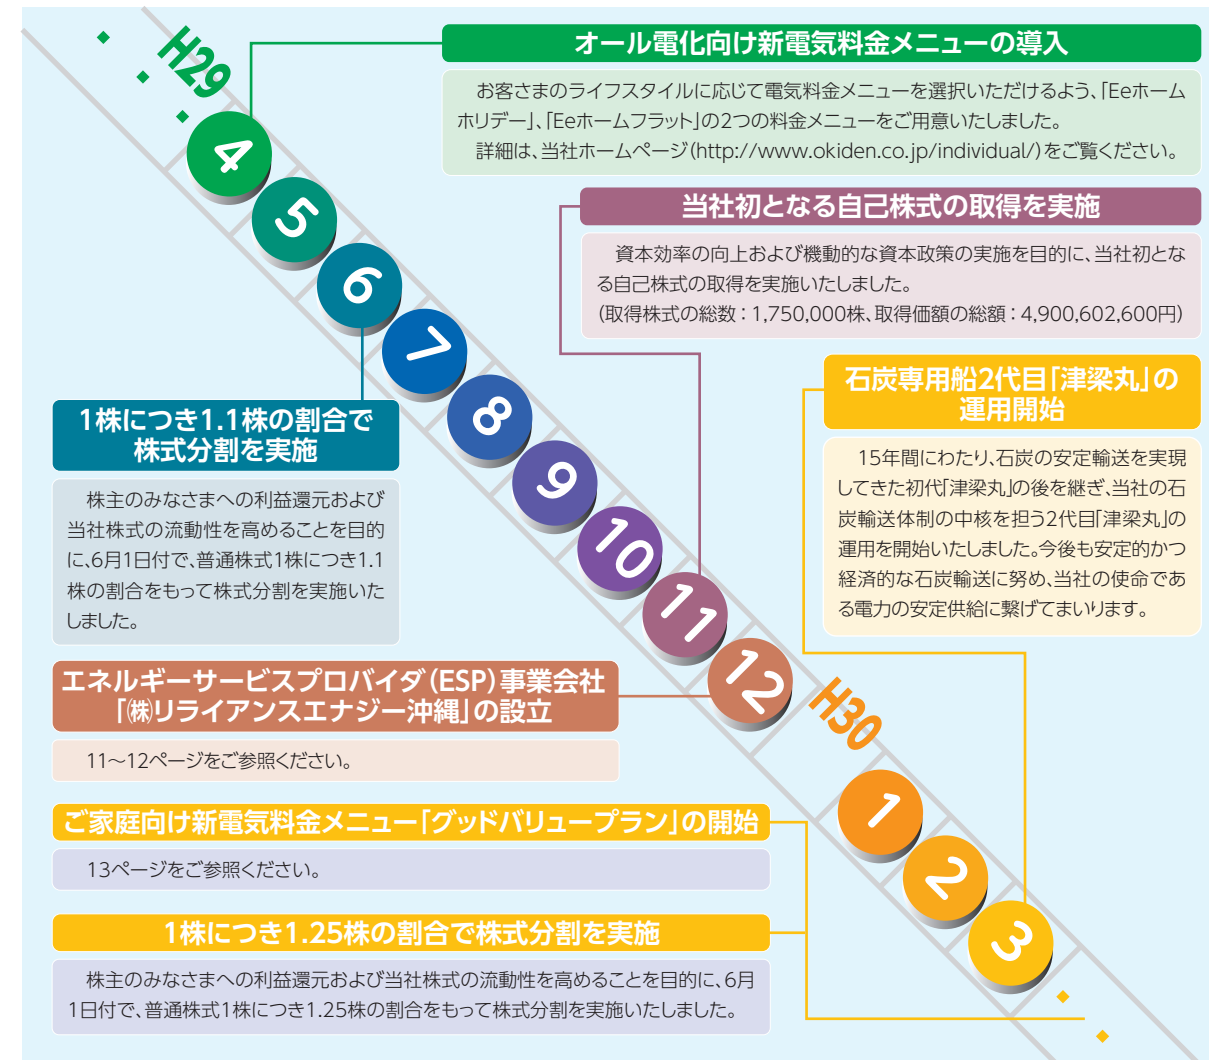 H29
4
5
6
7
8
9
10
11
12
H30
1
2
3
オール電化向け新電気料金メニューの導入
お客さまのライフスタイルに応じて電気料金メニューを選択いただけるよう、「Eeホーム
ホリデー」、「Eeホームフラット」の2つの料金メニューをご用意いたしました。
詳細は、当社ホームページ(http://www.okiden.co.jp/individual/)をご覧ください。
当社初となる自己株式の取得を実施
資本効率の向上および機動的な資本政策の実施を目的に、当社初とな
る自己株式の取得を実施いたしました。
(取得株式の総数：1,750,000株、取得価額の総額：4,900,602,600円)
石炭専用船2代目「津梁丸」の
運用開始
15年間にわたり、石炭の安定輸送を実現
してきた初代「津梁丸」の後を継ぎ、当社の石
炭輸送体制の中核を担う2代目「津梁丸」の
運用を開始いたしました。今後も安定的かつ
経済的な石炭輸送に努め、当社の使命であ
る電力の安定供給に繋げてまいります。
1株につき1.1株の割合で
株式分割を実施
株主のみなさまへの利益還元および
当社株式の流動性を高めることを目的
に、6月1日付で、普通株式1株につき1.1
株の割合をもって株式分割を実施いた
しました。
エネルギーサービスプロバイダ(ESP)事業会社
「㈱リライアンスエナジー沖縄」の設立
11～12ページをご参照ください。
ご家庭向け新電気料金メニュー「グッドバリュープラン」の開始
13ページをご参照ください。
1株につき1.25株の割合で株式分割を実施
株主のみなさまへの利益還元および当社株式の流動性を高めることを目的に、6月
1日付で、普通株式1株につき1.25株の割合をもって株式分割を実施いたしました。